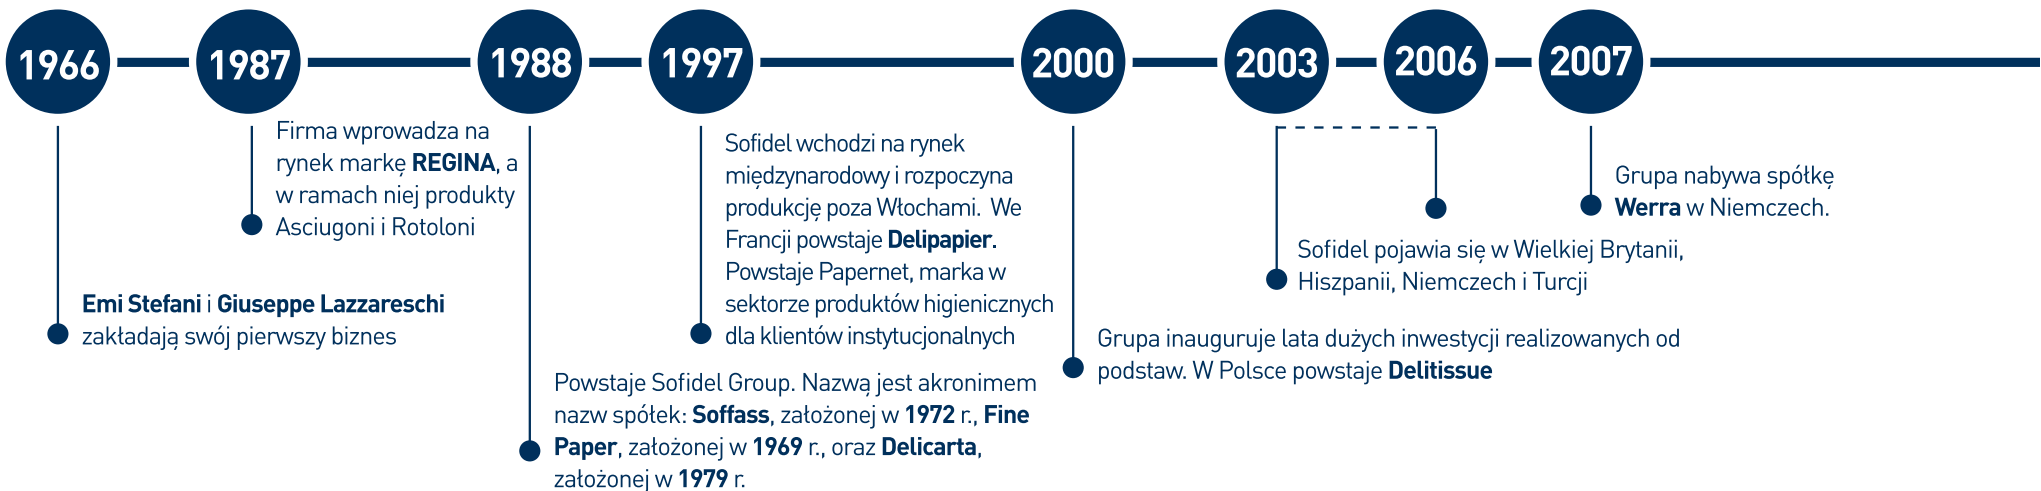 1966
1987
1988
1997
2000
2003
2006
2007
Emi Stefani i Giuseppe Lazzareschi
zakładają swój pierwszy biznes
Firma wprowadza na
rynek markę REGINA, a
w ramach niej produkty
Asciugoni i Rotoloni
Powstaje Sofidel Group. Nazwą jest akronimem
nazw spółek: Soffass, założonej w 1972 r., Fine
Paper, założonej w 1969 r., oraz Delicarta,
założonej w 1979 r.
Sofidel wchodzi na rynek
międzynarodowy i rozpoczyna
produkcję poza Włochami. We
Francji powstaje Delipapier.
Powstaje Papernet, marka w
sektorze produktów higienicznych
dla klientów instytucjonalnych
Grupa inauguruje lata dużych inwestycji realizowanych od
podstaw. W Polsce powstaje Delitissue
Sofidel pojawia się w Wielkiej Brytanii,
Hiszpanii, Niemczech i Turcji
Grupa nabywa spółkę
Werra w Niemczech.